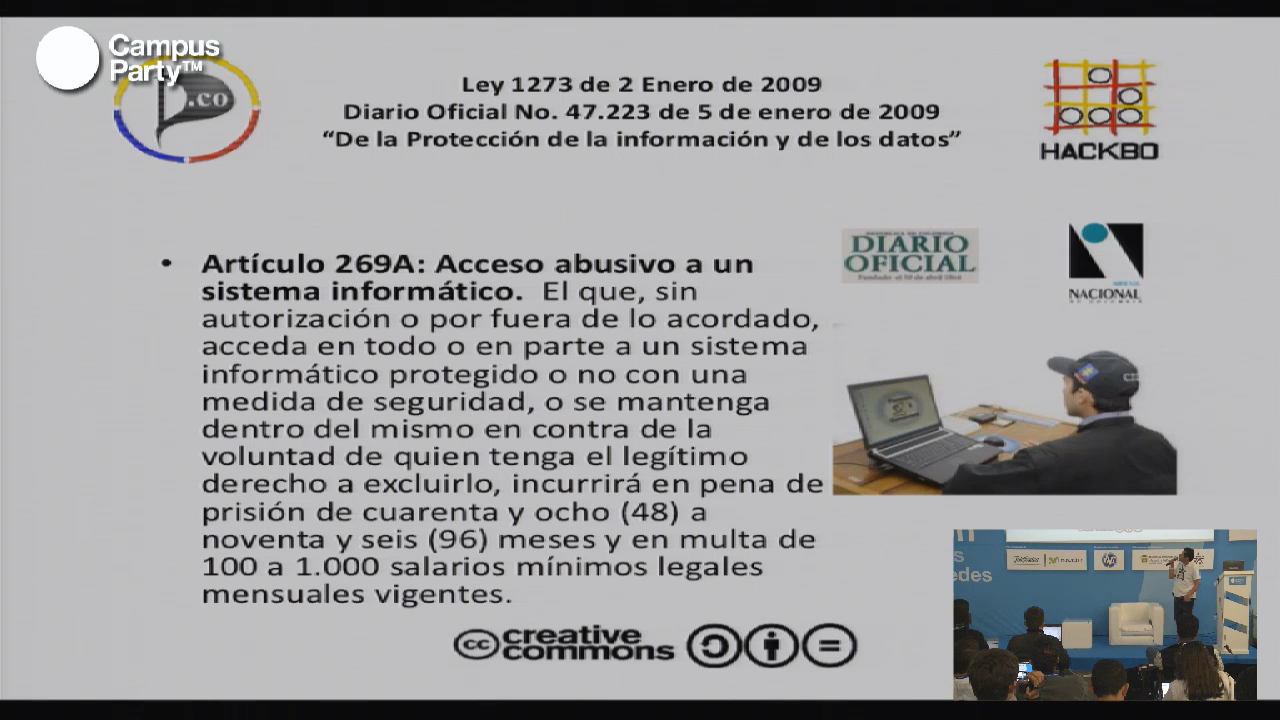 Campus
Party™
.co
Ley 1273 de 2 Enero de 2009
Diario Oficial No. 47.223 de 5 de enero de 2009
“De la Protección de la información y de los datos”
HACKBO
DIARIO
OFICIAL
NACIONAL
• Artículo 269A: Acceso abusivo a un
sistema informático. El que, sin
autorización o por fuera de lo acordado,
acceda en todo o en parte a un sistema
informático protegido o no con una
medida de seguridad, o se mantenga
dentro del mismo en contra de la
voluntad de quien tenga el legítimo
derecho a excluirlo, incurrirá en pena de
prisión de cuarenta y ocho (48) a
noventa y seis (96) meses y en multa de
100 a 1.000 salarios mínimos legales
mensuales vigentes.
cc creative
commons
edes